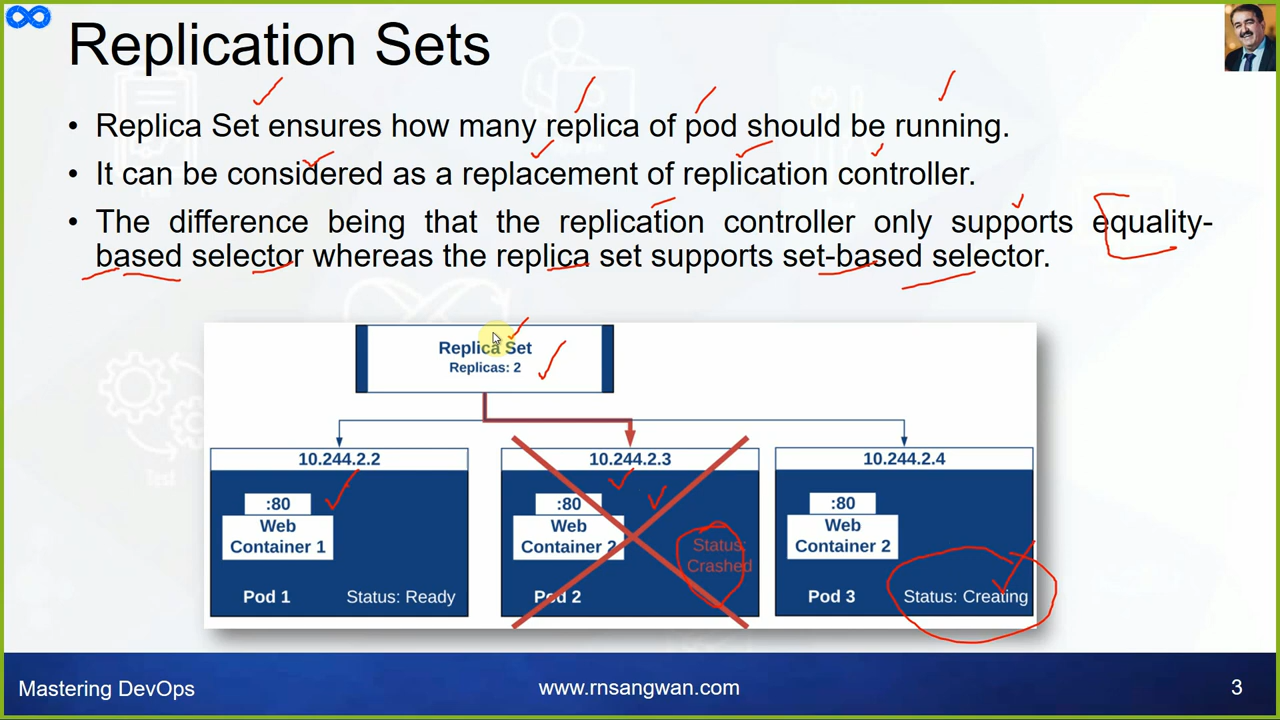 Replication Sets
• Replica Set ensures how many replica of pod should be running.
• It can be considered as a replacement of replication controller.
• The difference being that the replication controller only supports equality-
based selector whereas the replica set supports set-based selector.
Replica Set
Replicas: 2
10.244.2.2
:80
Web
Container 1
Pod 1
Status: Ready
10.244.2.3
:80
Web
Container 2
Status:
Crashed
Pod 2
10.244.2.4
:80
Web
Container 2
Pod 3
Status: Creating
Test
Mastering DevOps
www.rnsangwan.com
3